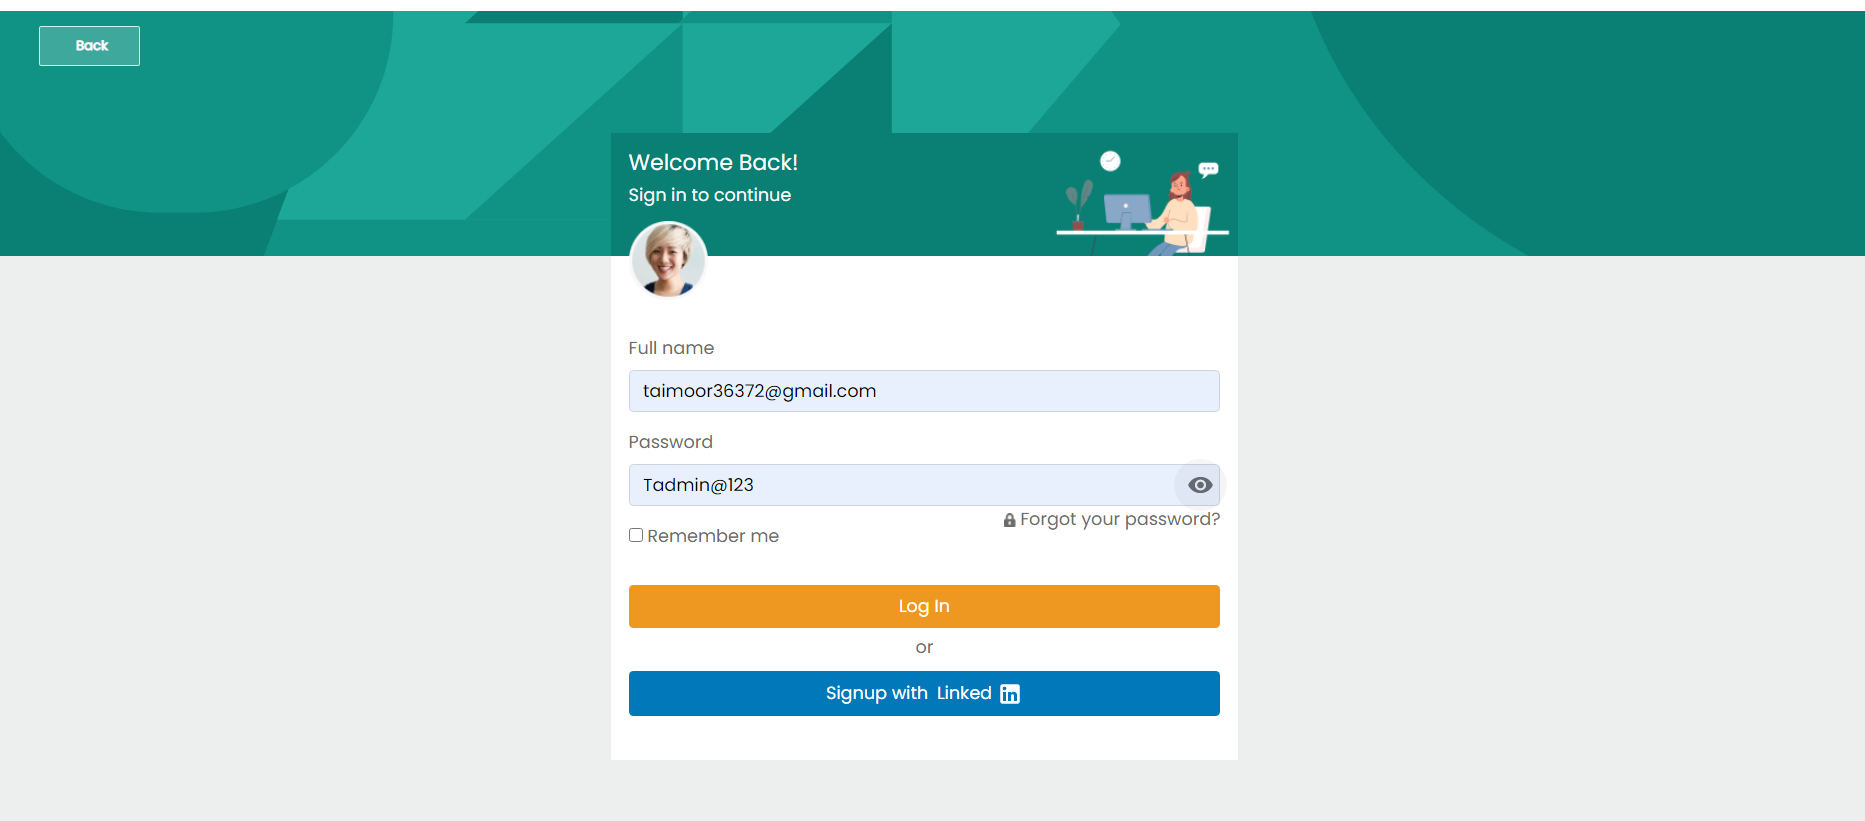 Back
Welcome Back!
Sign in to continue
Full name
taimoor36372@gmail.com
Password
Tadmin@123
Forgot your password?
Remember me
Log In
or
Signup with Linked in